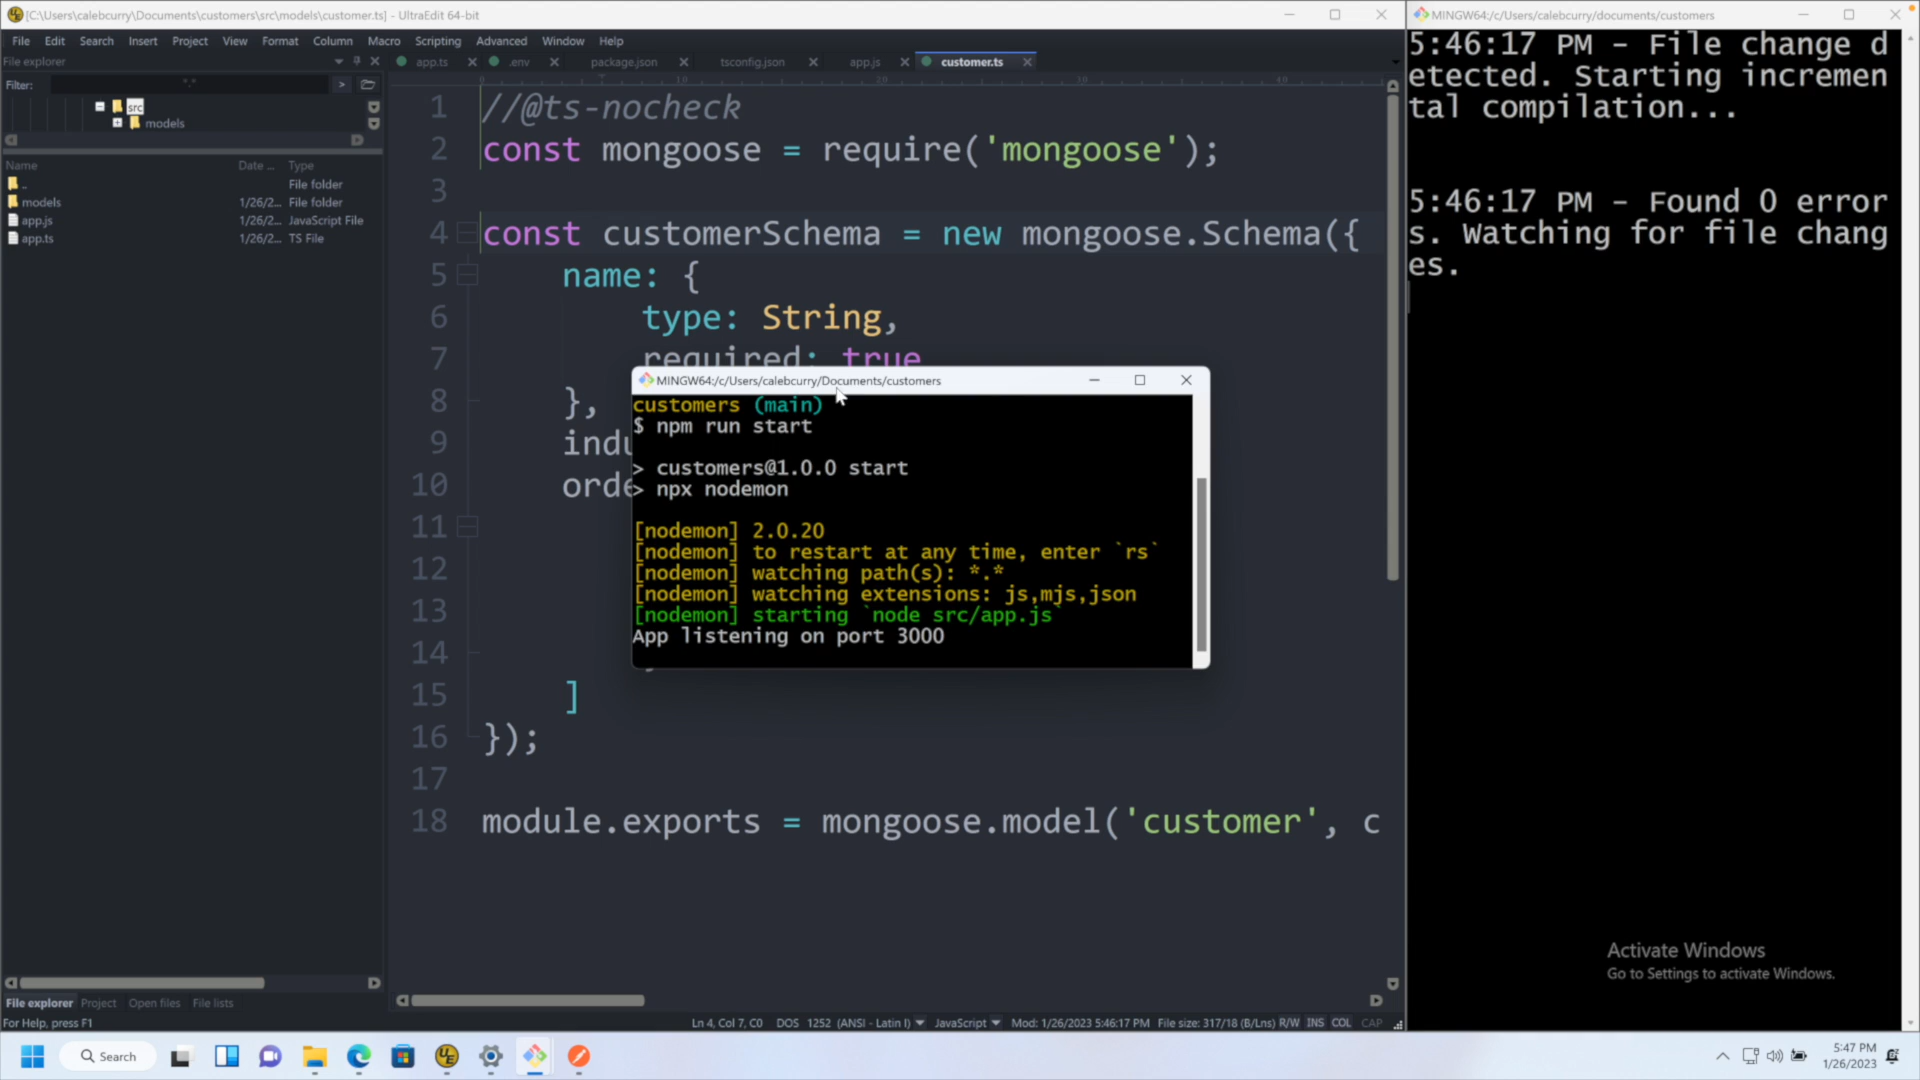 [C:\Users\calebcurry\Documents\customers\src\models\customer.ts] - UltraEdit 64-bit
File Edit Search Insert Project View Format Column Macro Scripting Advanced Window Help
File explorer
Filter: *.*
src
models
Name Date ... Type
.. File folder
models 1/26/2... File folder
app.js 1/26/2... JavaScript File
app.ts 1/26/2... TS File
File explorer Project Open files File lists
For Help, press F1
app.ts .env package.json tsconfig.json app.js customer.ts
0 10 20
1 //@ts-nocheck
2 const mongoose = require('mongoose');
3
4 const customerSchema = new mongoose.Schema({
5 name: {
6 type: String,
7 required: true
8 },
9 indu
10 orde
11
12
13
14
15 ]
16 });
17
18 module.exports = mongoose.model('customer', c
MINGW64:/c/Users/calebcurry/Documents/customers
customers (main)
$ npm run start
> customers@1.0.0 start
> npx nodemon
[nodemon] 2.0.20
[nodemon] to restart at any time, enter `rs`
[nodemon] watching path(s): *.*
[nodemon] watching extensions: js,mjs,json
[nodemon] starting `node src/app.js`
App listening on port 3000
Ln 4, Col 7, C0 DOS 1252 (ANSI - Latin I) JavaScript Mod: 1/26/2023 5:46:17 PM File size: 317/18 (B/Lns) R/W INS COL CAP
MINGW64:/c/Users/calebcurry/documents/customers
5:46:17 PM - File change d
etected. Starting incremen
tal compilation...
5:46:17 PM - Found 0 error
s. Watching for file chang
es.
Activate Windows
Go to Settings to activate Windows.
Search
UE
5:47 PM
1/26/2023